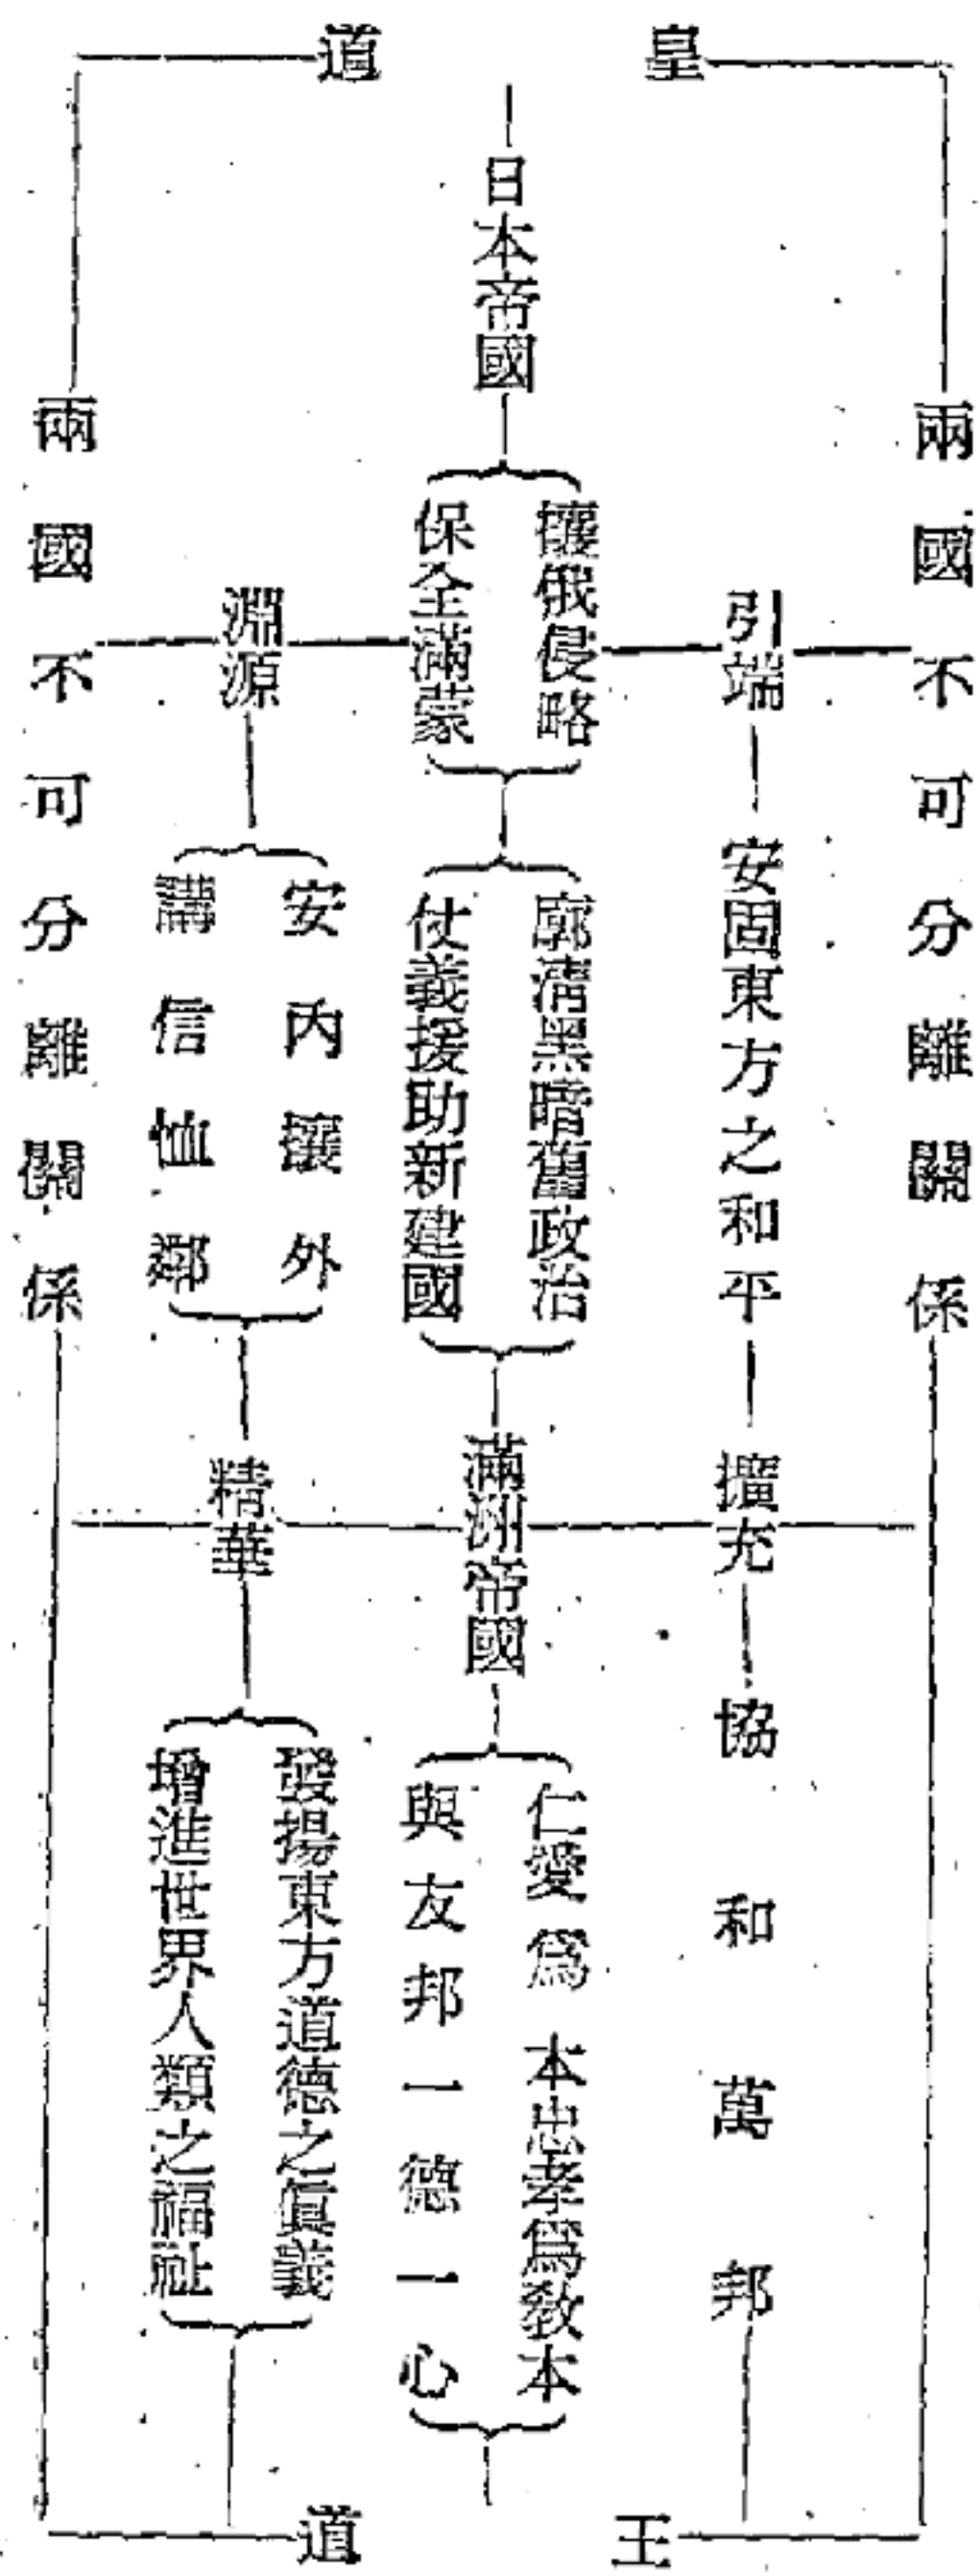 皇道
日本帝國
兩國不可分離關係
引端
安固東方之和平
擴充
協和萬邦
攘俄侵略
保全滿蒙
廓清黑暗舊政治
仗義援助新建國
滿洲帝國
仁愛爲 本忠孝爲敎本
與友邦一德一心
淵源
安內攘外
講信恤鄰
精華
發揚東方道德之眞義
增進世界人類之福祉
兩國不可分離關係
王道